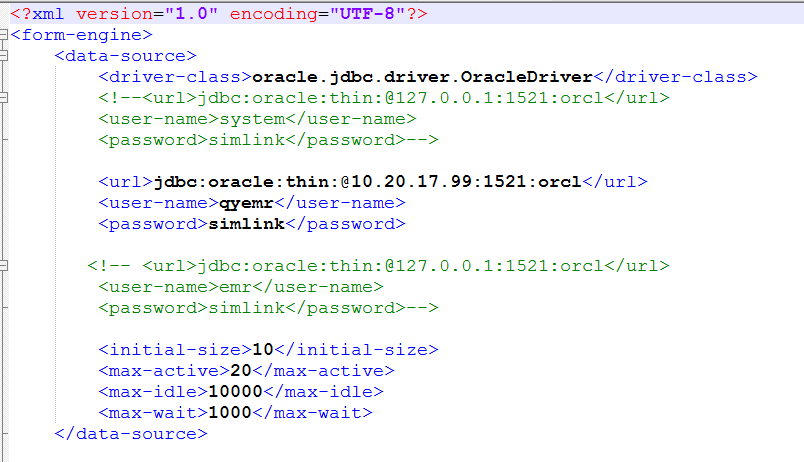 <?xml version="1.0" encoding="UTF-8"?>
<form-engine>
<data-source>
<driver-class>oracle.jdbc.driver.OracleDriver</driver-class>
<!--<url>jdbc:oracle:thin:@127.0.0.1:1521:orcl</url>
<user-name>system</user-name>
<password>simlink</password>-->
<url>jdbc:oracle:thin:@10.20.17.99:1521:orcl</url>
<user-name>qyemr</user-name>
<password>simlink</password>
<!-- <url>jdbc:oracle:thin:@127.0.0.1:1521:orcl</url>
<user-name>emr</user-name>
<password>simlink</password>-->
<initial-size>10</initial-size>
<max-active>20</max-active>
<max-idle>10000</max-idle>
<max-wait>1000</max-wait>
</data-source>